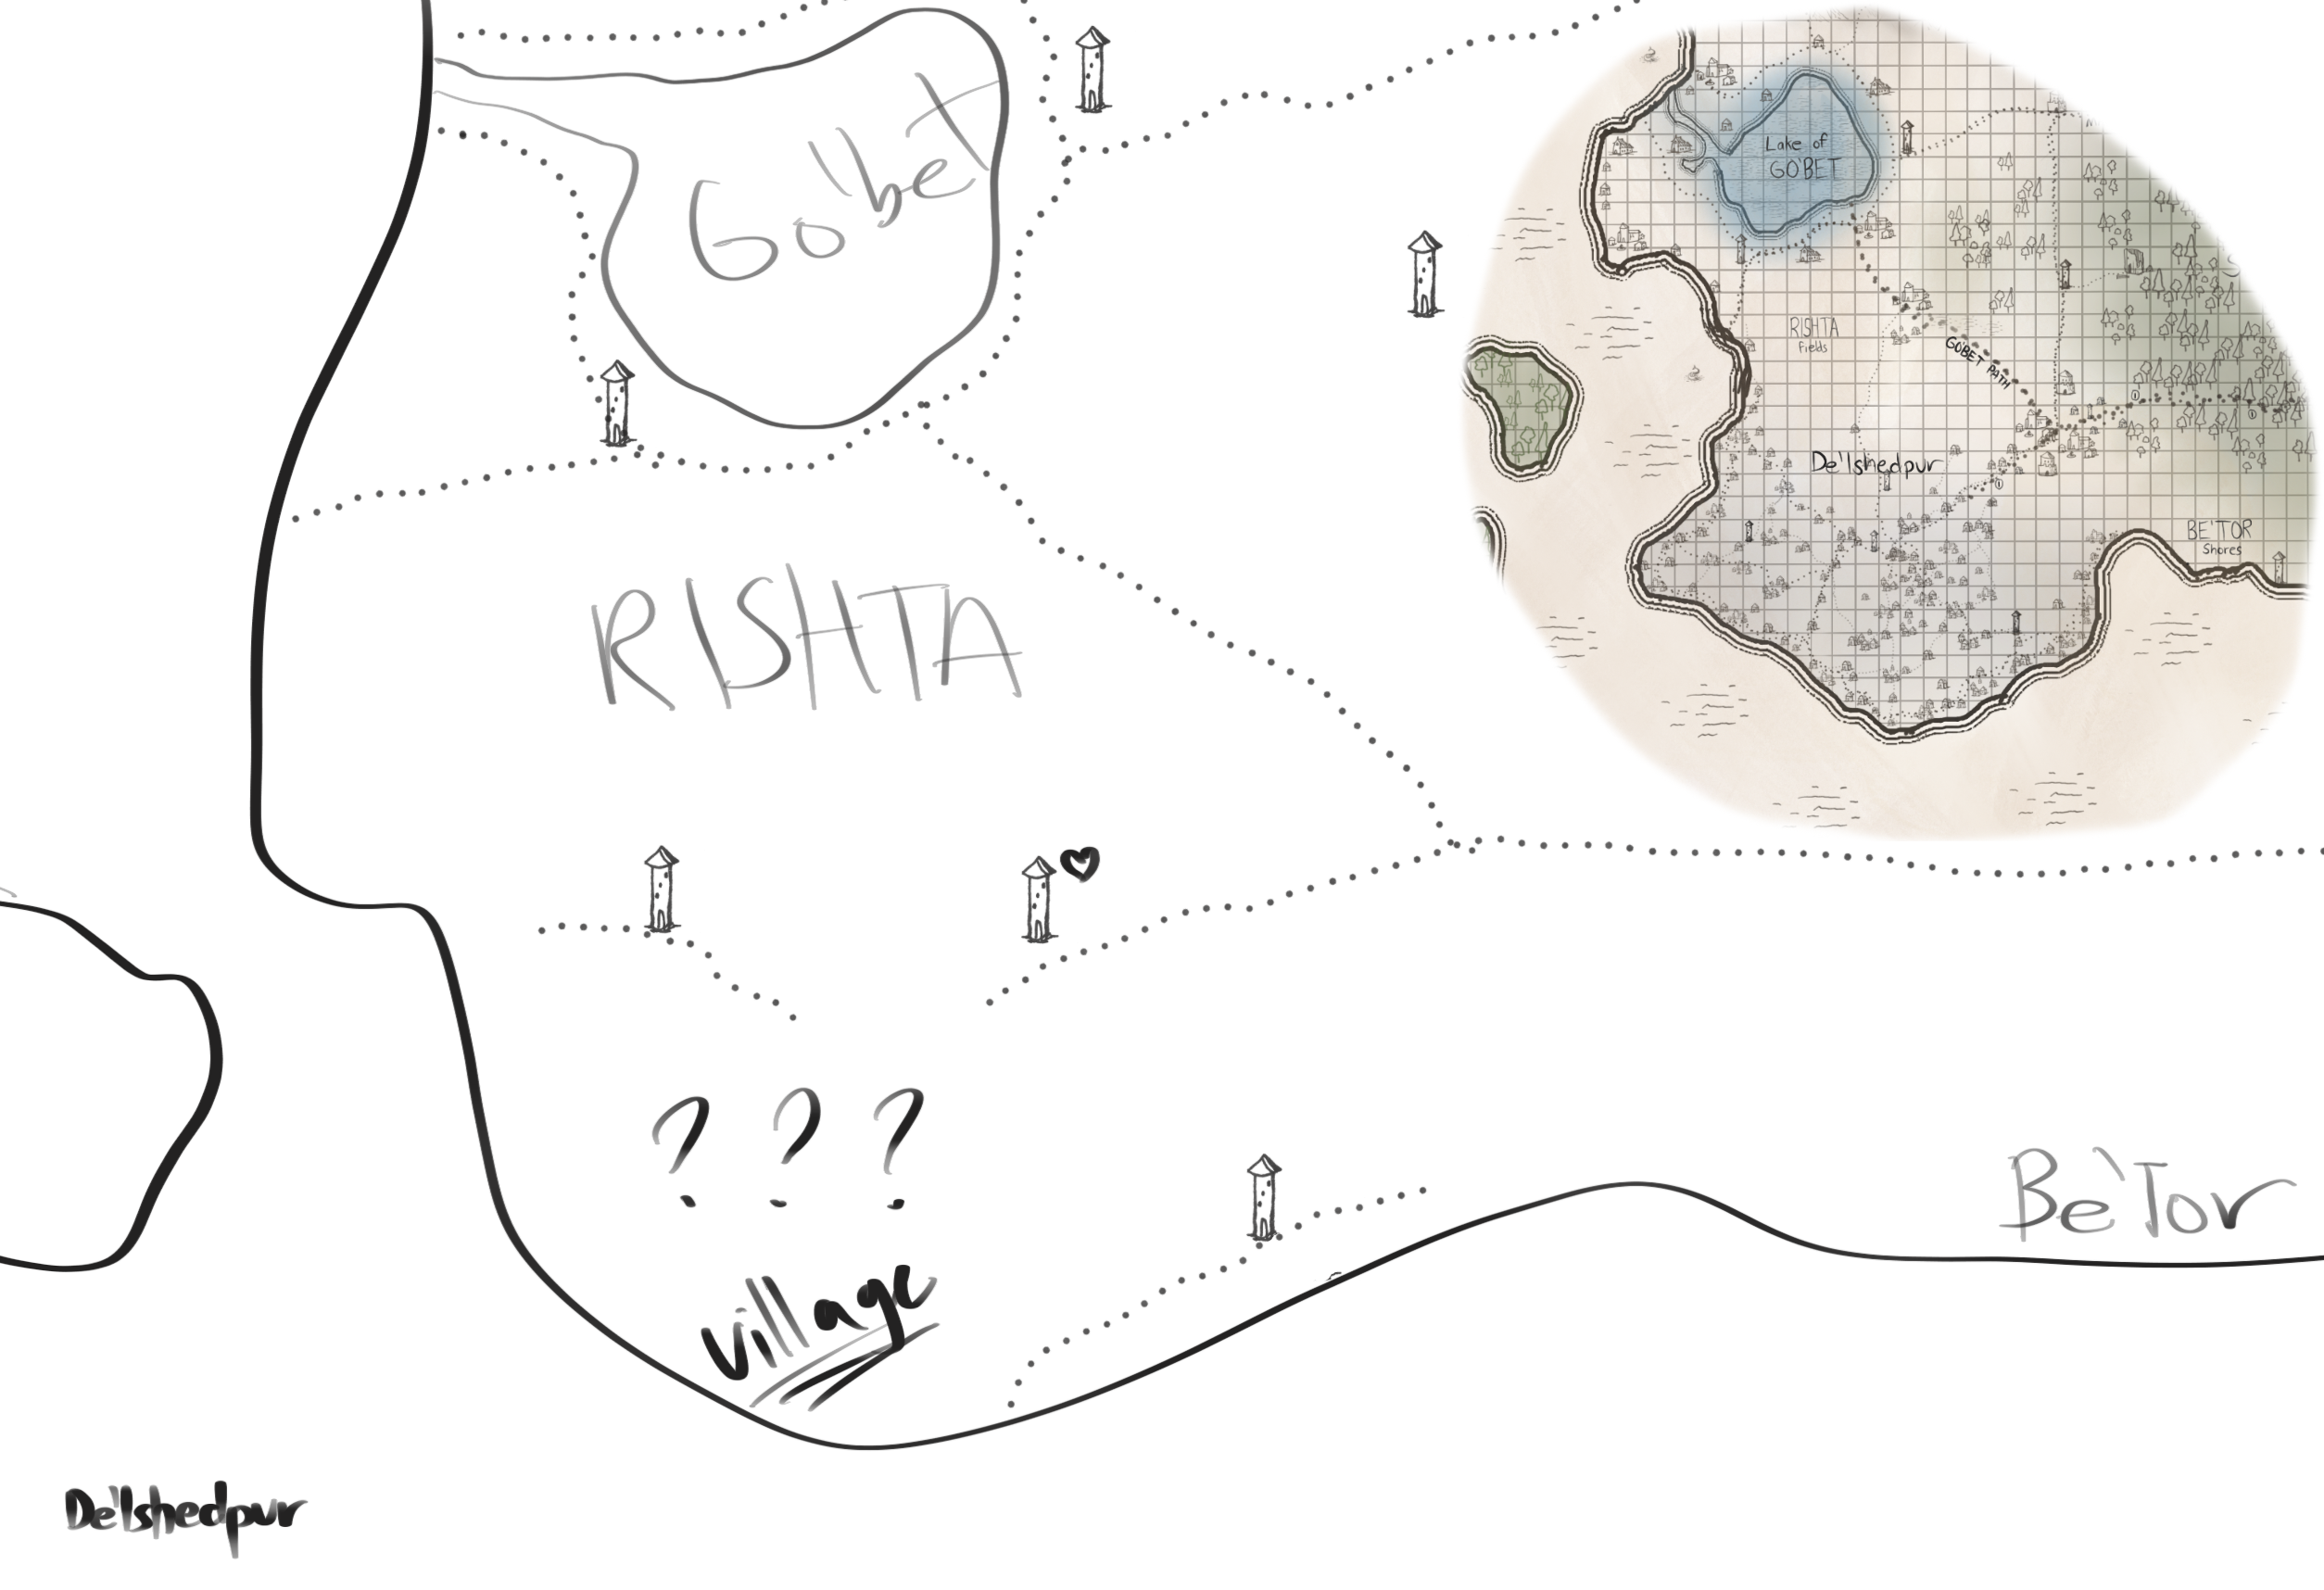 Go'bet
RISHTA
? ? ?
Village
Be'Tor
De'lshedpur
Lake of
GO'BET
RISHTA
Fields
GO'BET PATH
De'lshedpur
BE'TOR
Shores